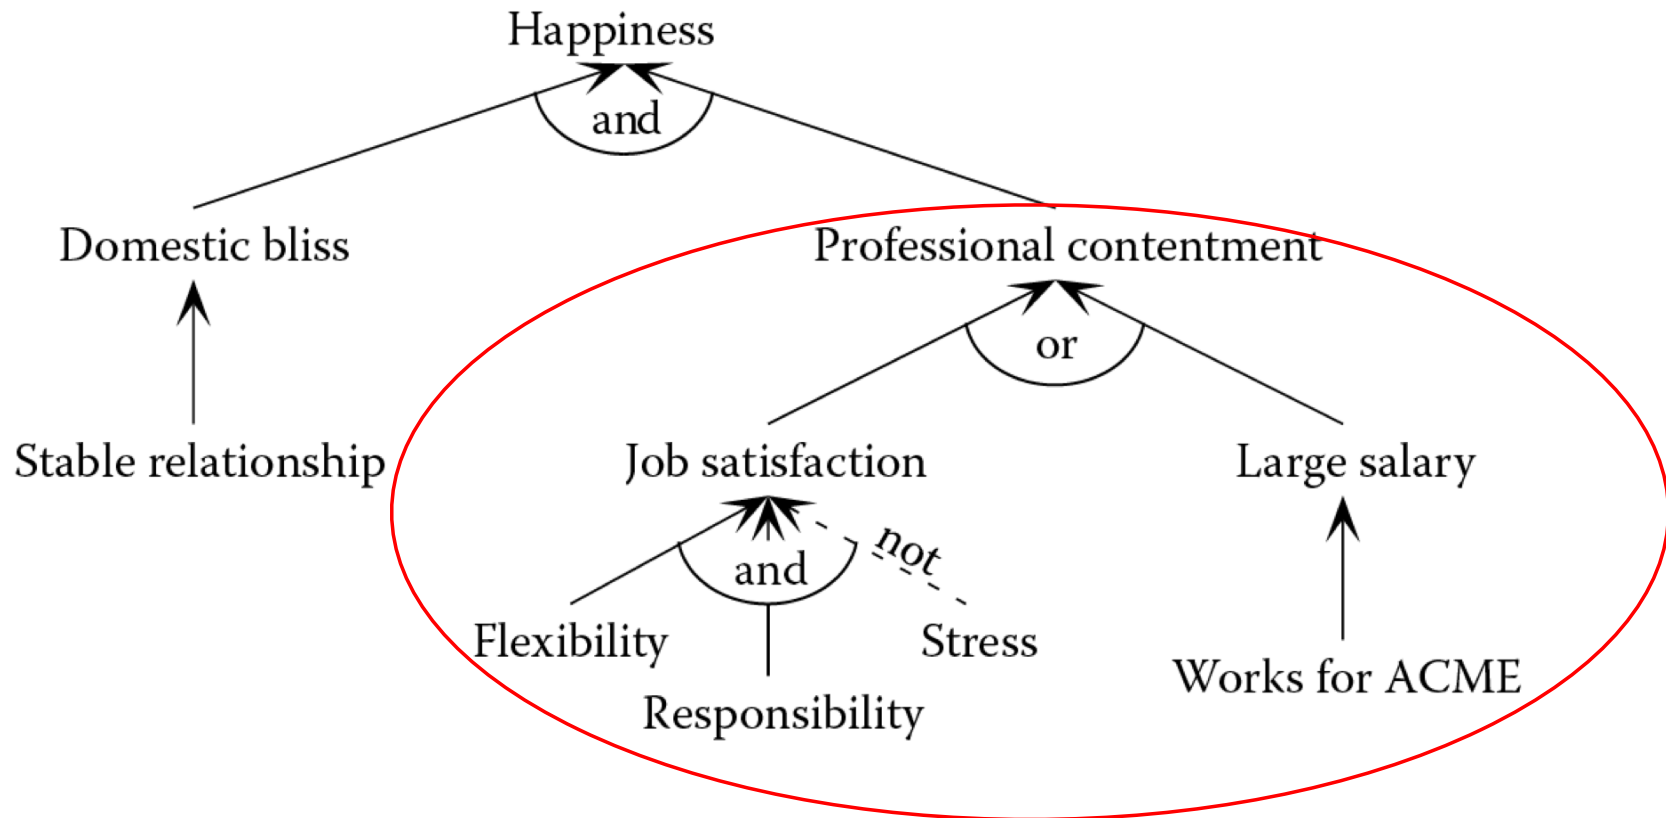 Happiness
and
Domestic bliss
Professional contentment
or
Stable relationship
Job satisfaction
Large salary
not
and
Flexibility
Stress
Works for ACME
Responsibility